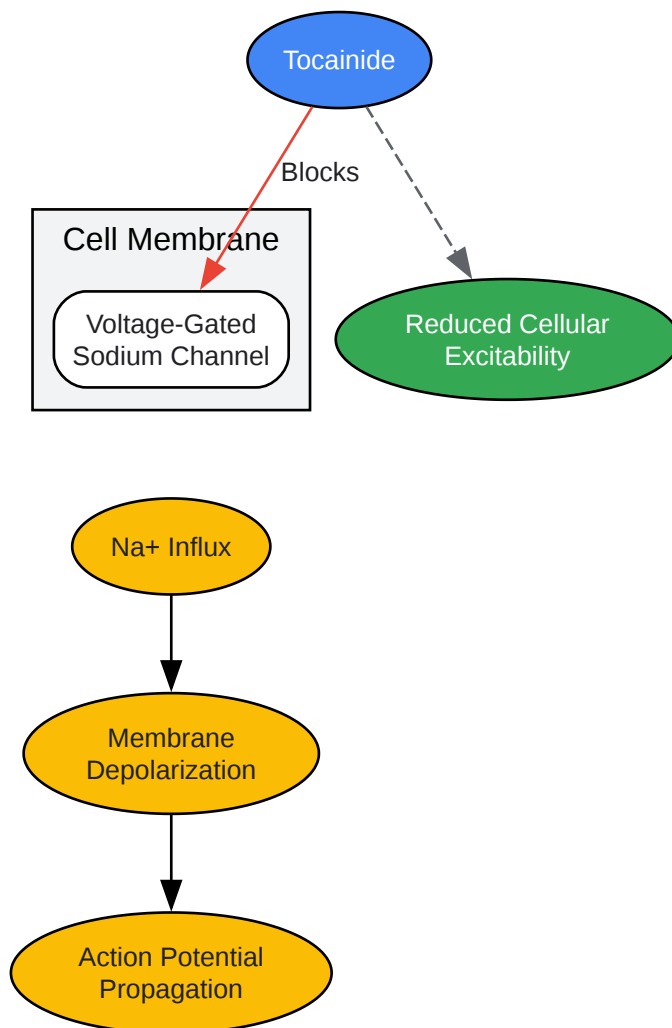 Tocainide
Blocks
Cell Membrane
Voltage-Gated
Sodium Channel
Reduced Cellular
Excitability
Na+ Influx
Membrane
Depolarization
Action Potential
Propagation